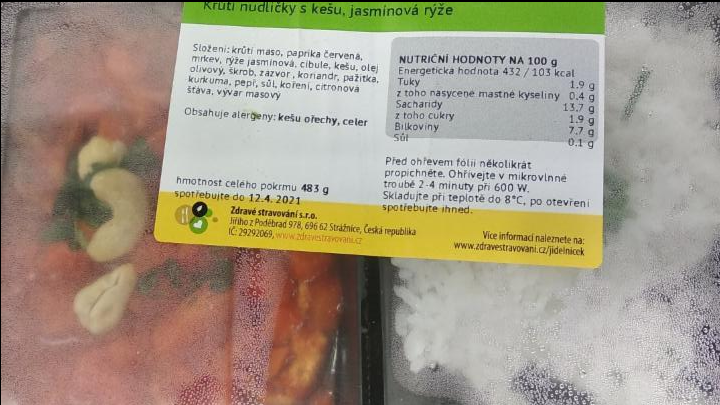 Krůtí nudličky s kešu, jasmínová rýže
Složení: krůtí maso, paprika červená,
mrkev, rýže jasmínová, cibule, kešu, olej
olivový, škrob, zázvor, koriandr, pažitka,
kurkuma, pepř, sůl, koření, citronová
šťáva, vývar masový
Obsahuje alergeny: kešu ořechy, celer
hmotnost celého pokrmu 483 g
spotřebujte do 12.4. 2021
NUTRIČNÍ HODNOTY NA 100 g
Energetická hodnota 432 / 103 kcal
Tuky 1.9 g
z toho nasycené mastné kyseliny 0.4 g
Sacharidy 13.7 g
z toho cukry 1.9 g
Bílkoviny 7.7 g
Sůl 0.1 g
Před ohřevem fólii několikrát
propíchněte. Ohřívejte v mikrovlnné
troubě 2-4 minuty při 600 W.
Skladujte při teplotě do 8°C, po otevření
spotřebujte ihned.
Zdravé stravování s.r.o.
Jiřího z Poděbrad 978, 696 62 Strážnice, Česká republika
IČ: 29292069, www.zdravestravovani.cz
Více informací naleznete na:
www.zdravestravovani.cz/jidelnicek